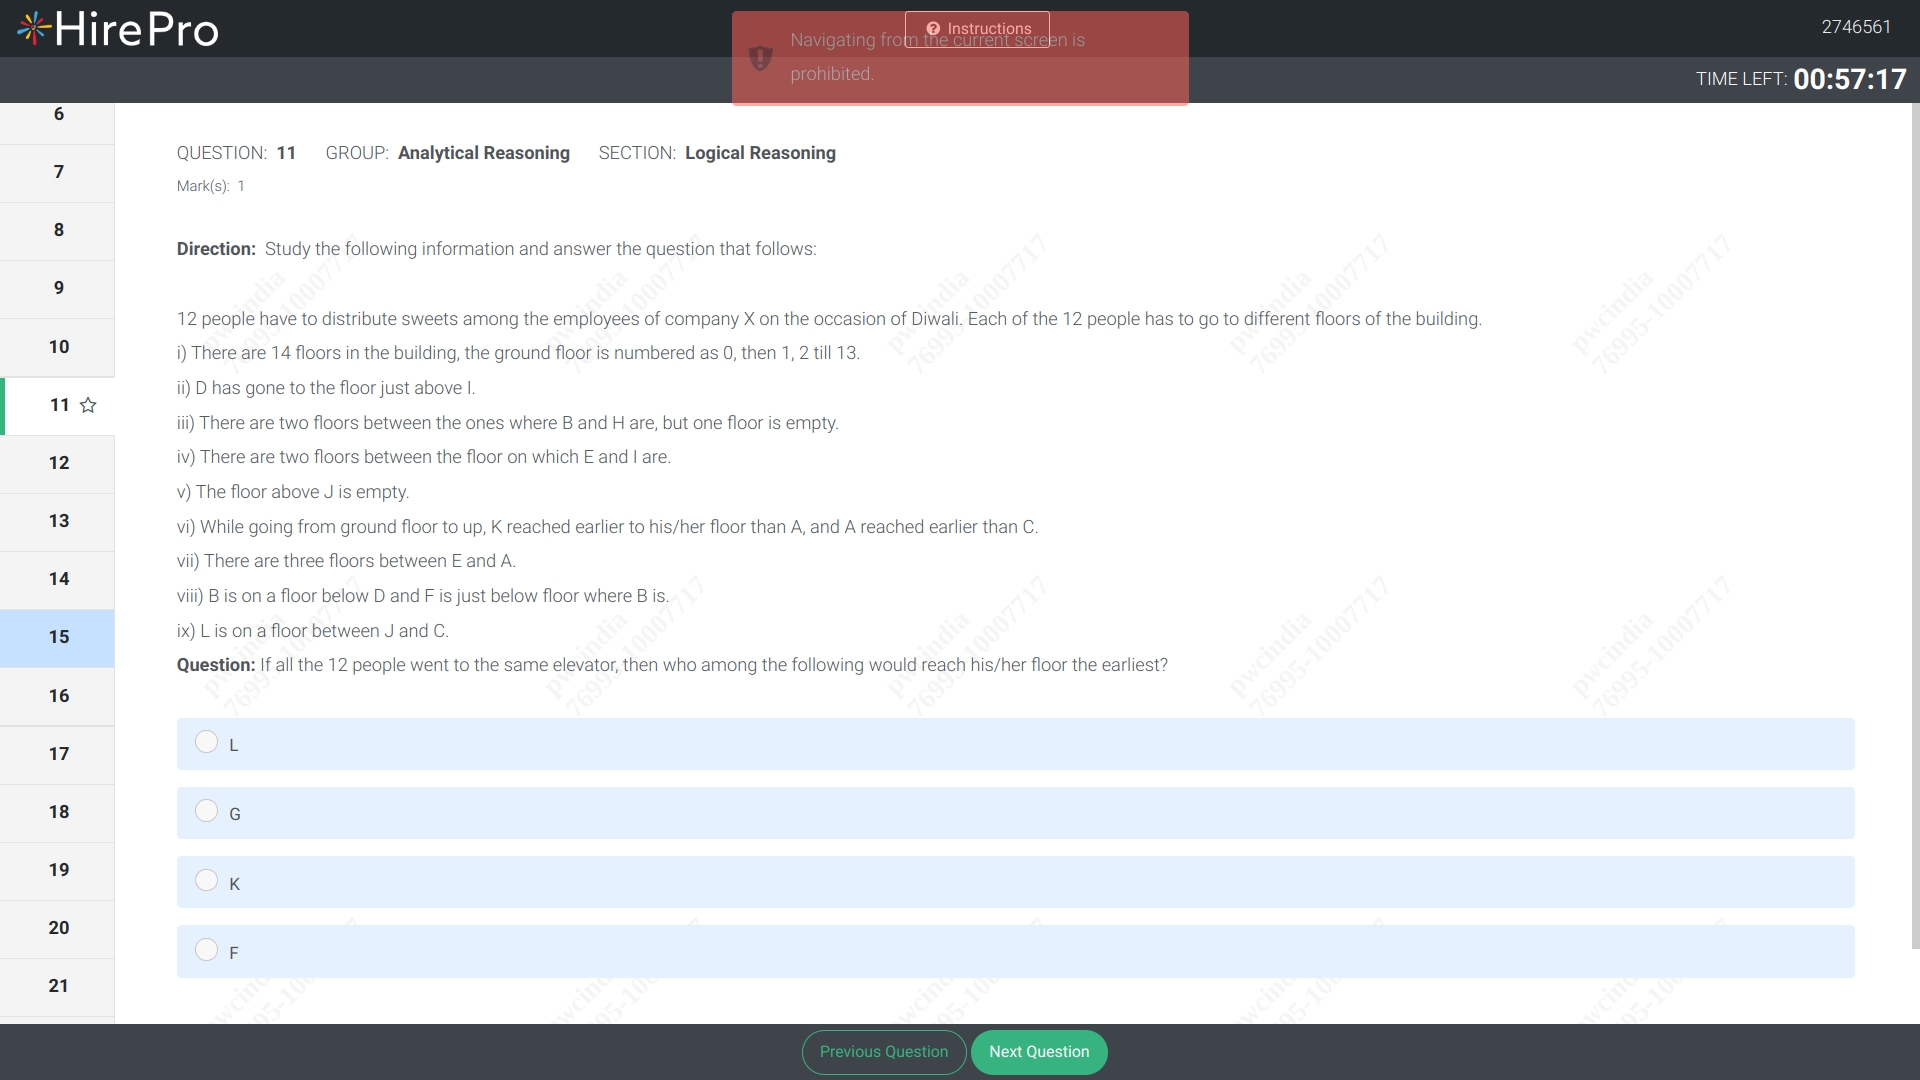 HirePro
Instructions
Navigating from the current screen is
prohibited.
2746561
TIME LEFT: 00:57:17
6
7
8
9
10
11
12
13
14
15
16
17
18
19
20
21
QUESTION: 11 GROUP: Analytical Reasoning SECTION: Logical Reasoning
Mark(s): 1
Direction: Study the following information and answer the question that follows:
12 people have to distribute sweets among the employees of company X on the occasion of Diwali. Each of the 12 people has to go to different floors of the building.
i) There are 14 floors in the building, the ground floor is numbered as 0, then 1, 2 till 13.
ii) D has gone to the floor just above I.
iii) There are two floors between the ones where B and H are, but one floor is empty.
iv) There are two floors between the floor on which E and I are.
v) The floor above J is empty.
vi) While going from ground floor to up, K reached earlier to his/her floor than A, and A reached earlier than C.
vii) There are three floors between E and A.
viii) B is on a floor below D and F is just below floor where B is.
ix) L is on a floor between J and C.
Question: If all the 12 people went to the same elevator, then who among the following would reach his/her floor the earliest?
L
G
K
F
Previous Question
Next Question
pwcindia
76995-10007717